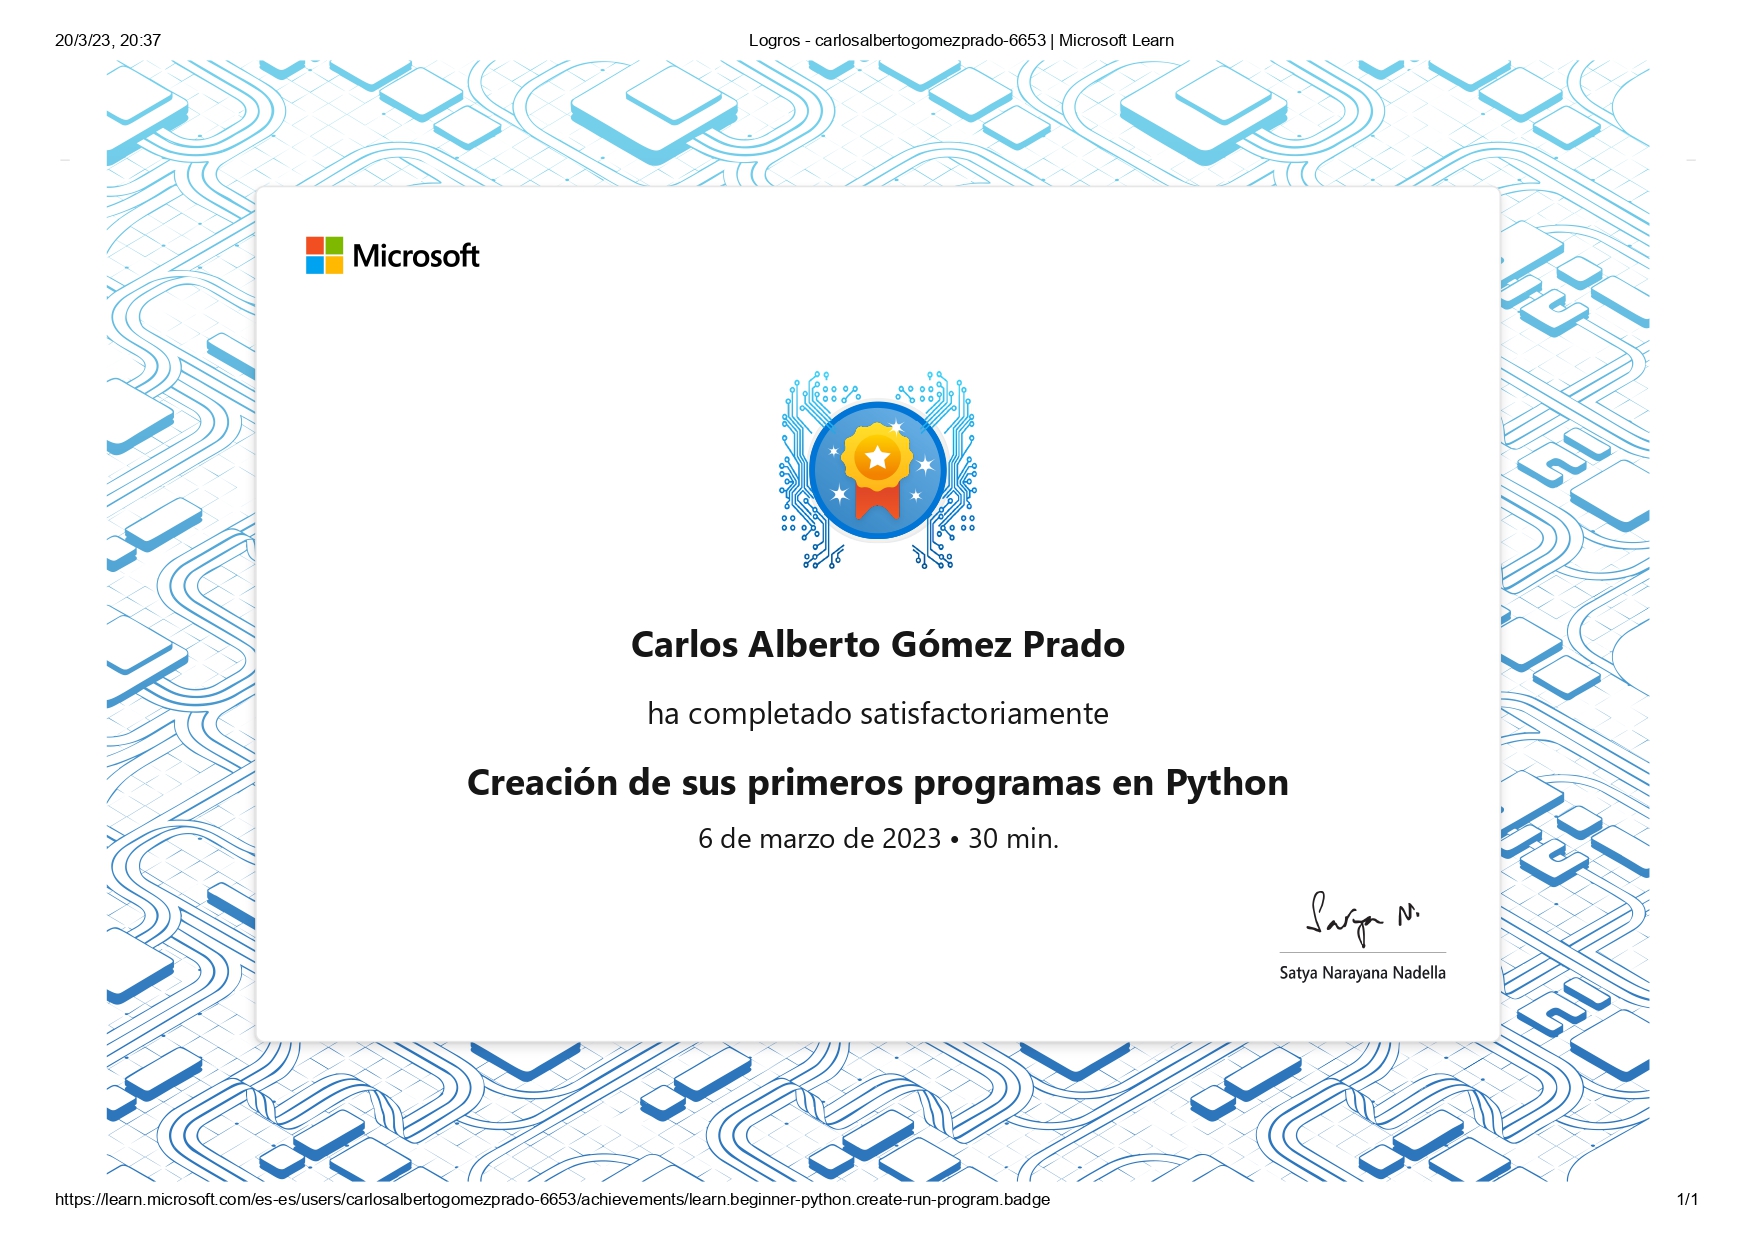 20/3/23, 20:37
Logros - carlosalbertogomezprado-6653 | Microsoft Learn
Microsoft
Carlos Alberto Gómez Prado
ha completado satisfactoriamente
Creación de sus primeros programas en Python
6 de marzo de 2023 • 30 min.
Satya N.
Satya Narayana Nadella
https://learn.microsoft.com/es-es/users/carlosalbertogomezprado-6653/achievements/learn.beginner-python.create-run-program.badge
1/1